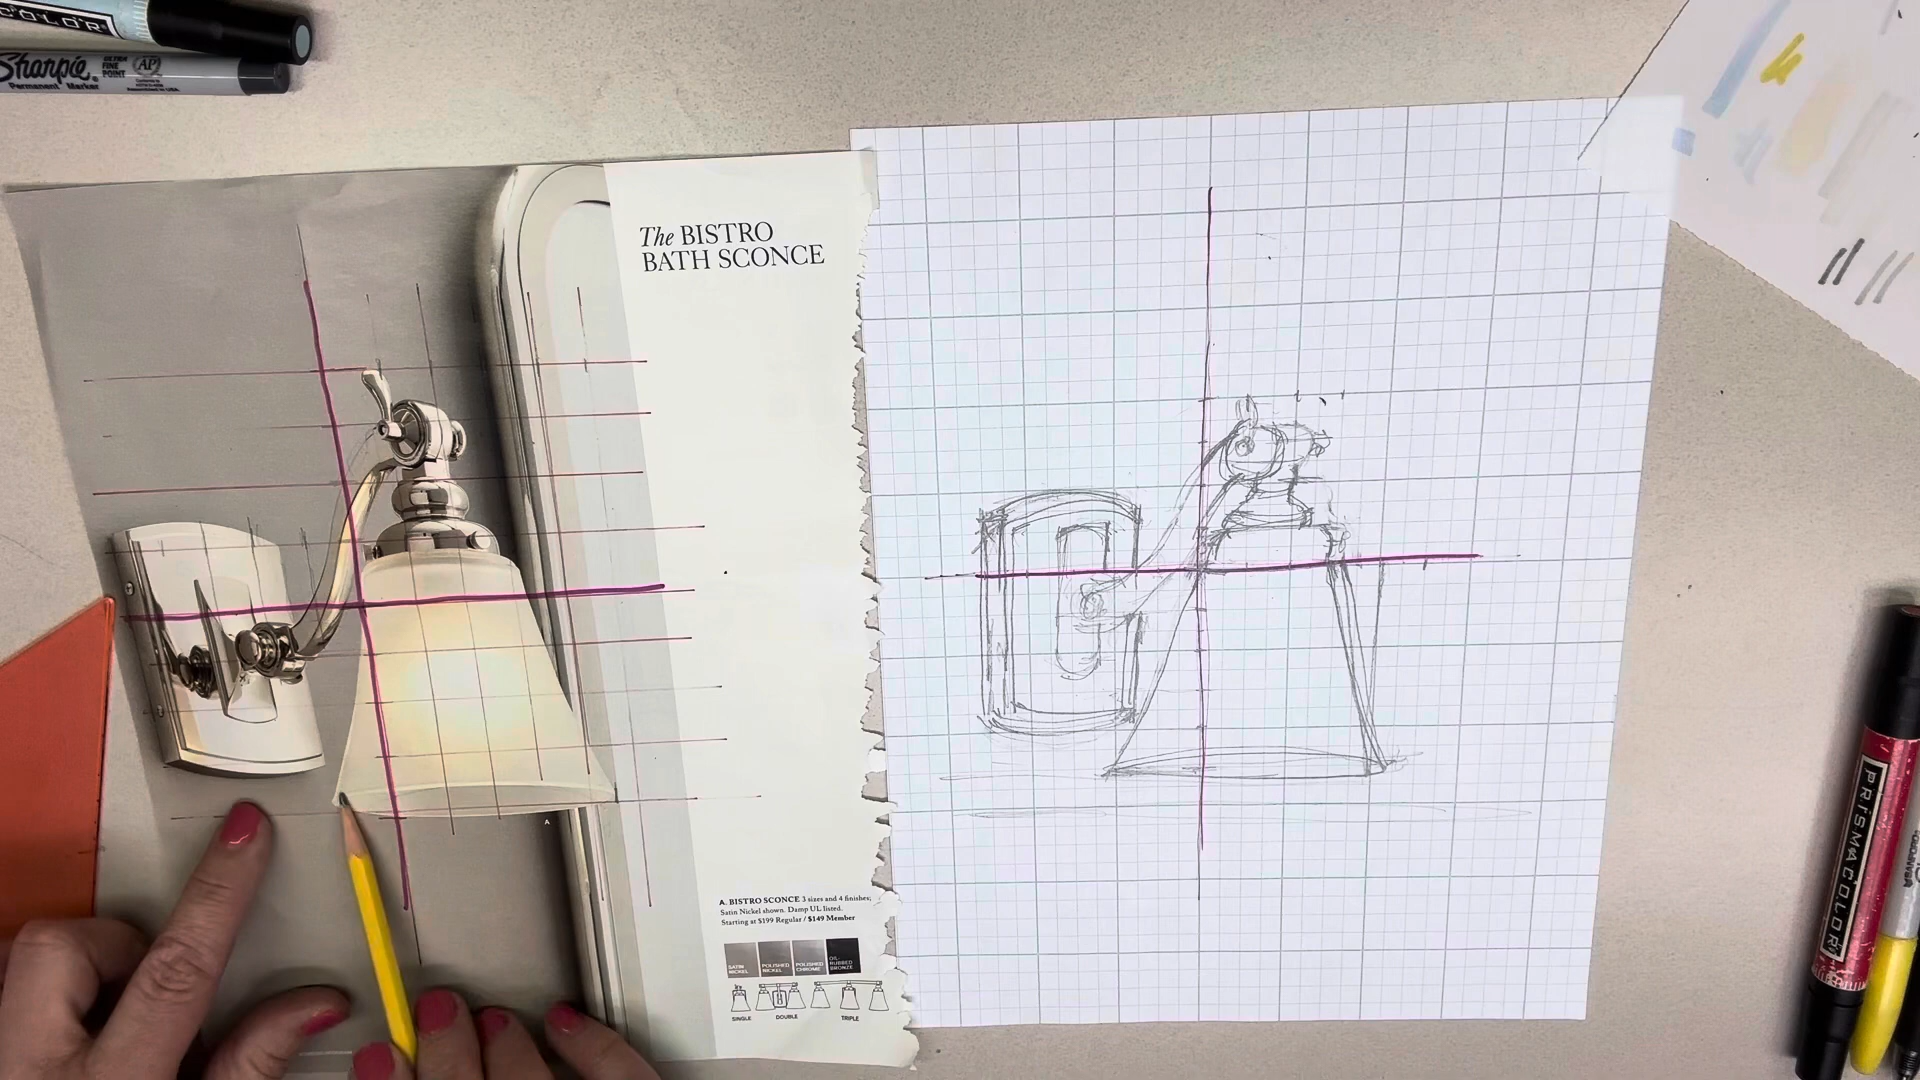 COLOR
Sharpie
ULTRA
FINE
POINT
AP
Permanent Marker
The BISTRO
BATH SCONCE
A
A. BISTRO SCONCE 3 sizes and 4 finishes;
Satin Nickel shown. Damp UL listed.
Starting at $199 Regular / $149 Member
SATIN
NICKEL
POLISHED
NICKEL
POLISHED
CHROME
OIL-
RUBBED
BRONZE
SINGLE
DOUBLE
TRIPLE
PRISMACOLOR